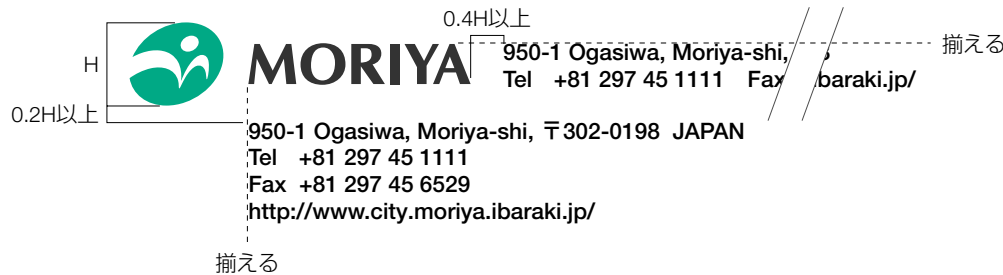 0.4H以上
H
MORIYA
950-1 Ogasiwa, Moriya-shi,
揃える
Tel +81 297 45 1111 Fax ibaraki.jp/
0.2H以上
950-1 Ogasiwa, Moriya-shi, 〒302-0198 JAPAN
Tel +81 297 45 1111
Fax +81 297 45 6529
http://www.city.moriya.ibaraki.jp/
揃える